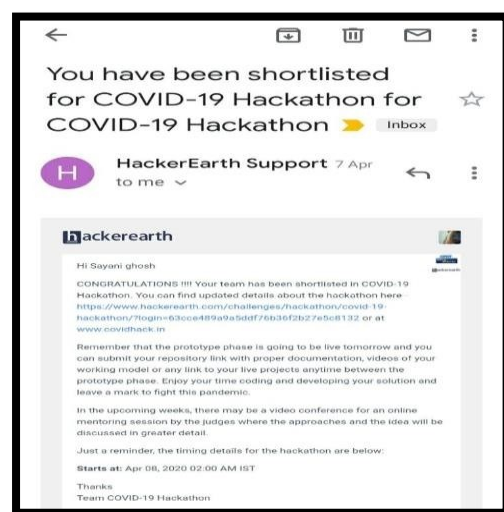 You have been shortlisted
for COVID-19 Hackathon for
COVID-19 Hackathon
Inbox
H
HackerEarth Support 7 Apr
to me
hackerearth
Hi Sayani ghosh
CONGRATULATIONS !!!! Your team has been shortlisted in COVID-19
Hackathon. You can find updated details about the hackathon here
https://www.hackerearth.com/challenges/hackathon/covid-19-
hackathon/?login=63cce489a9a5ddf76b36f2b27e5c8132 or at
www.covidhack.in
Remember that the prototype phase is going to be live tomorrow and you
can submit your repository link with proper documentation, videos of your
working model or any link to your live projects anytime between the
prototype phase. Enjoy your time coding and developing your solution and
leave a mark to fight this pandemic.
In the upcoming weeks, there may be a video conference for an online
mentoring session by the judges where the approaches and the idea will be
discussed in greater detail.
Just a reminder, the timing details for the hackathon are below:
Starts at: Apr 08, 2020 02:00 AM IST
Thanks
Team COVID-19 Hackathon